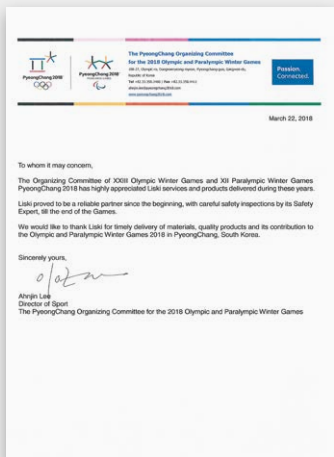 PyeongChang 2018
PyeongChang 2018
The PyeongChang Organizing Committee
for the 2018 Olympic and Paralympic Winter Games
Republic of Korea
Passion.
Connected.
March 22, 2018
To whom it may concern,
The Organizing Committee of XXIII Olympic Winter Games and XII Paralympic Winter Games
PyeongChang 2018 has highly appreciated Liski services and products delivered during these years.
Liski proved to be a reliable partner since the beginning, with careful safety inspections by its Safety
Expert, till the end of the Games.
We would like to thank Liski for timely delivery of materials, quality products and its contribution to
the Olympic and Paralympic Winter Games 2018 in PyeongChang, South Korea.
Sincerely yours,
Ahnjin Lee
Director of Sport
The PyeongChang Organizing Committee for the 2018 Olympic and Paralympic Winter Games